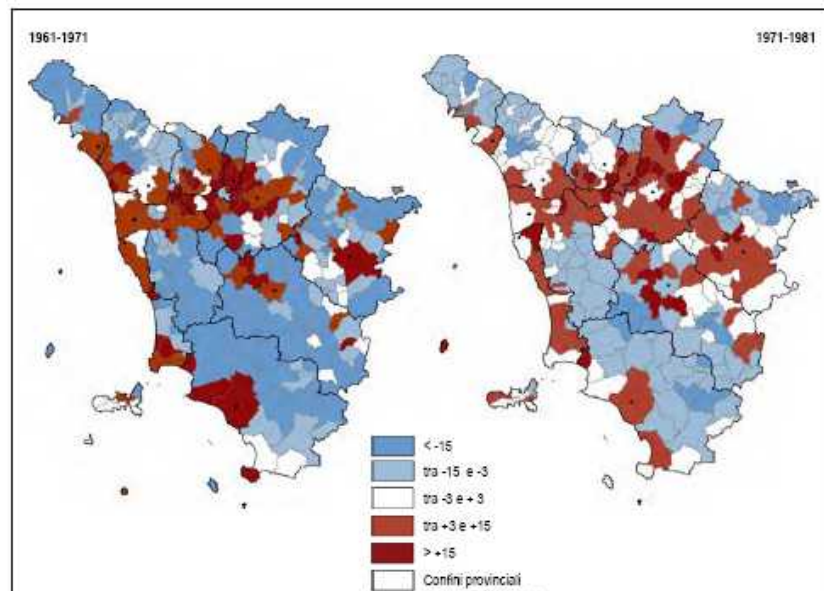 1961-1971
1971-1981
< -15
tra -15 e -3
tra -3 e + 3
tra +3 e +15
> +15
Confini provinciali